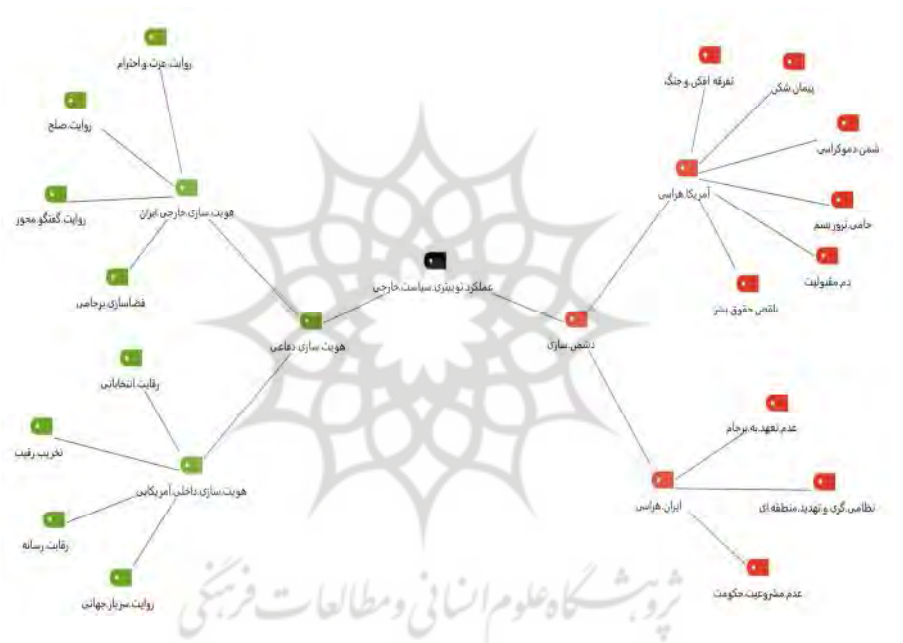 عملکرد.توییتری.سیاست.خارجی
دشمن.سازی
آمریکا.هراسی
تفرقه افکن.و.جنگ
پیمان.شکن
شمن.دموکراسی
حامی.تروریسم
دم.مقبولیت
ناقض.حقوق.بشر
ایران.هراسی
عدم.تعهد.به.برجام
نظامی.گری.و.تهدید.منطقه.ای
عدم.مشروعیت.حکومت
هویت.سازی.دفاعی
هویت.سازی.خارجی.ایران
روایت.عزت.و.احترام
روایت.صلح
روایت.گفتگو.محور
فضاسازی.برجامی
هویت.سازی.داخلی.آمریکایی
رقابت.انتخاباتی
تخریب.رقیب
رقابت.رسانه
روایت.سرباز.جهانی
پژوهشگاه علوم انسانی و مطالعات فرهنگی